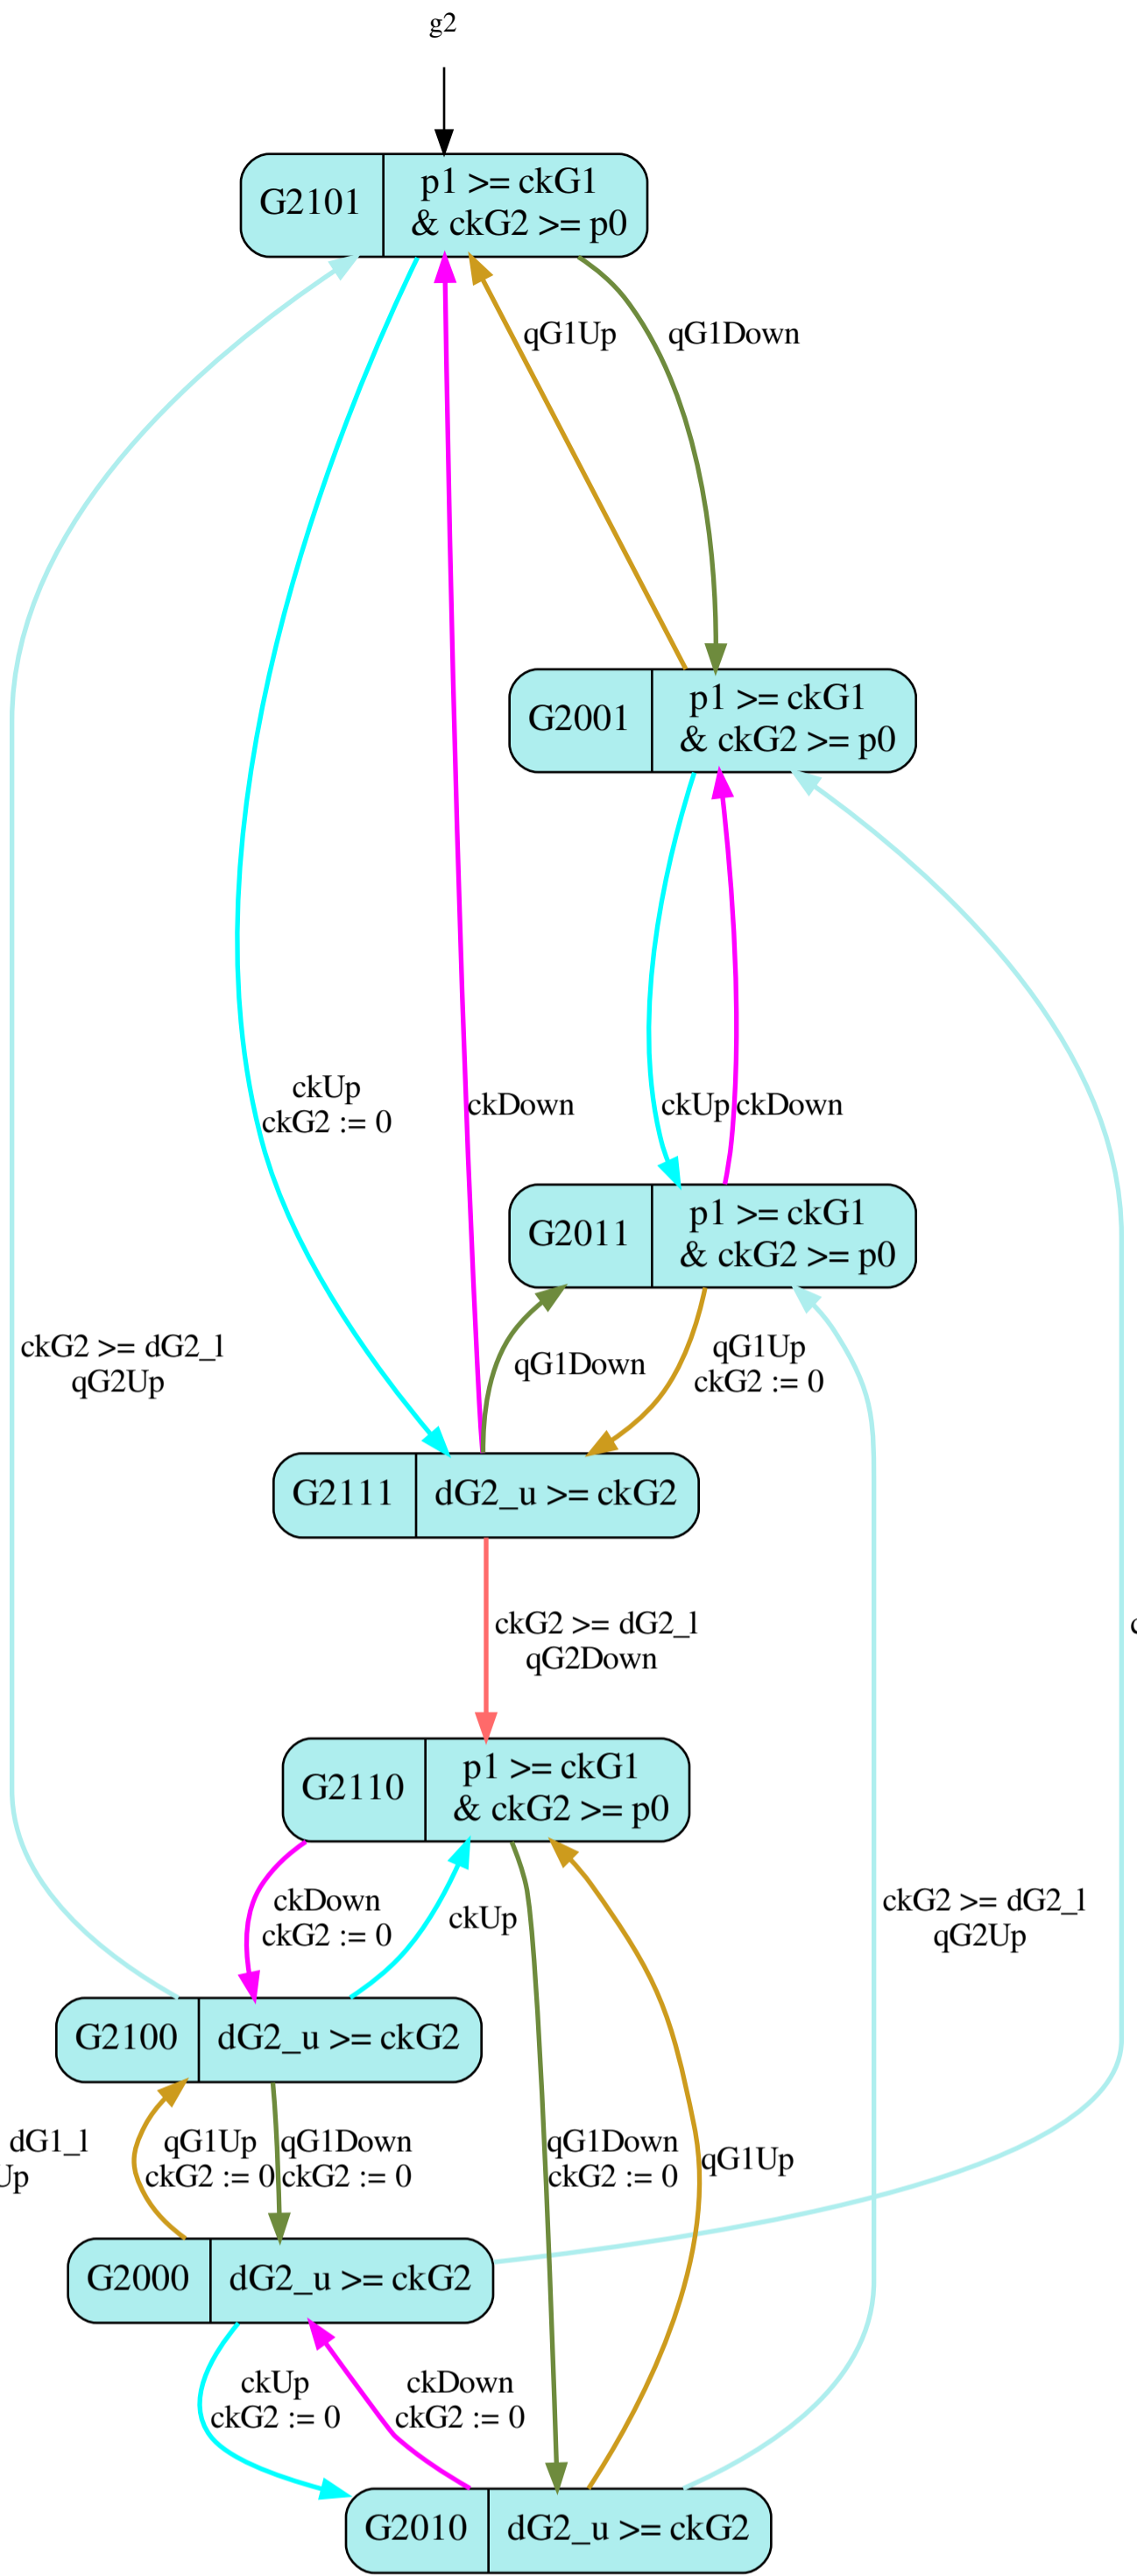 g2
G2101
p1 >= ckG1
& ckG2 >= p0
qG1Up
qG1Down
G2001
p1 >= ckG1
& ckG2 >= p0
ckUp
ckG2 := 0
ckDown
ckUp
ckDown
G2011
p1 >= ckG1
& ckG2 >= p0
ckG2 >= dG2_l
qG2Up
qG1Down
qG1Up
ckG2 := 0
G2111
dG2_u >= ckG2
ckG2 >= dG2_l
qG2Down
G2110
p1 >= ckG1
& ckG2 >= p0
ckDown
ckG2 := 0
ckUp
ckG2 >= dG2_l
qG2Up
G2100
dG2_u >= ckG2
dG1_l
Up
qG1Up
ckG2 := 0
qG1Down
ckG2 := 0
qG1Down
ckG2 := 0
qG1Up
G2000
dG2_u >= ckG2
ckUp
ckG2 := 0
ckDown
ckG2 := 0
G2010
dG2_u >= ckG2